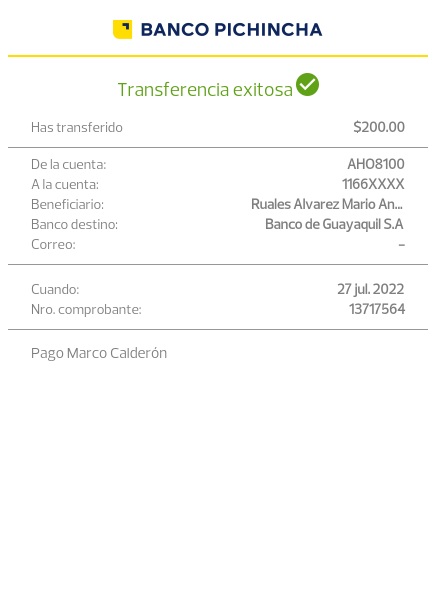 BANCO PICHINCHA
Transferencia exitosa
Has transferido $200.00
De la cuenta: AHO8100
A la cuenta: 1166XXXX
Beneficiario: Ruales Alvarez Mario An...
Banco destino: Banco de Guayaquil S.A
Correo: –
Cuando: 27 jul. 2022
Nro. comprobante: 13717564
Pago Marco Calderón